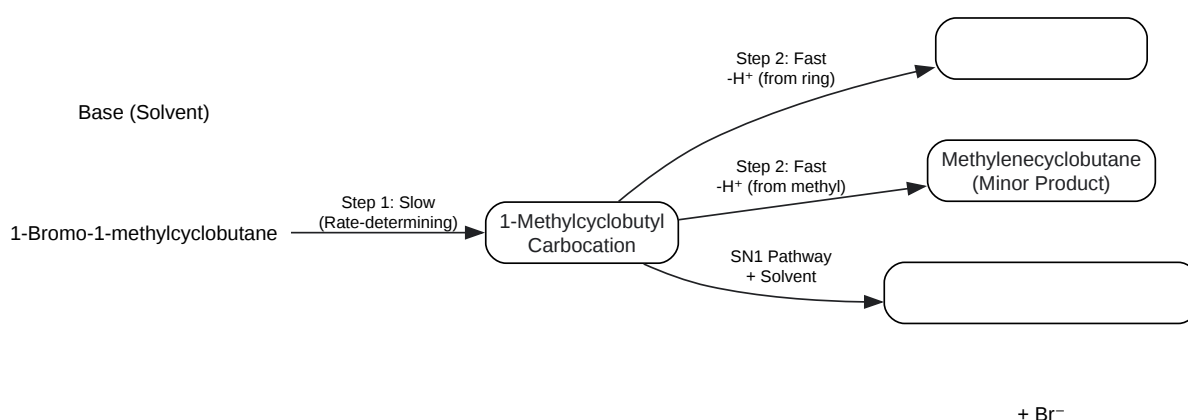 Step 2: Fast
-H⁺ (from ring)
Base (Solvent)
Methylenecyclobutane
(Minor Product)
Step 2: Fast
-H⁺ (from methyl)
Step 1: Slow
(Rate-determining)
1-Bromo-1-methylcyclobutane
1-Methylcyclobutyl
Carbocation
SN1 Pathway
+ Solvent
+ Br⁻